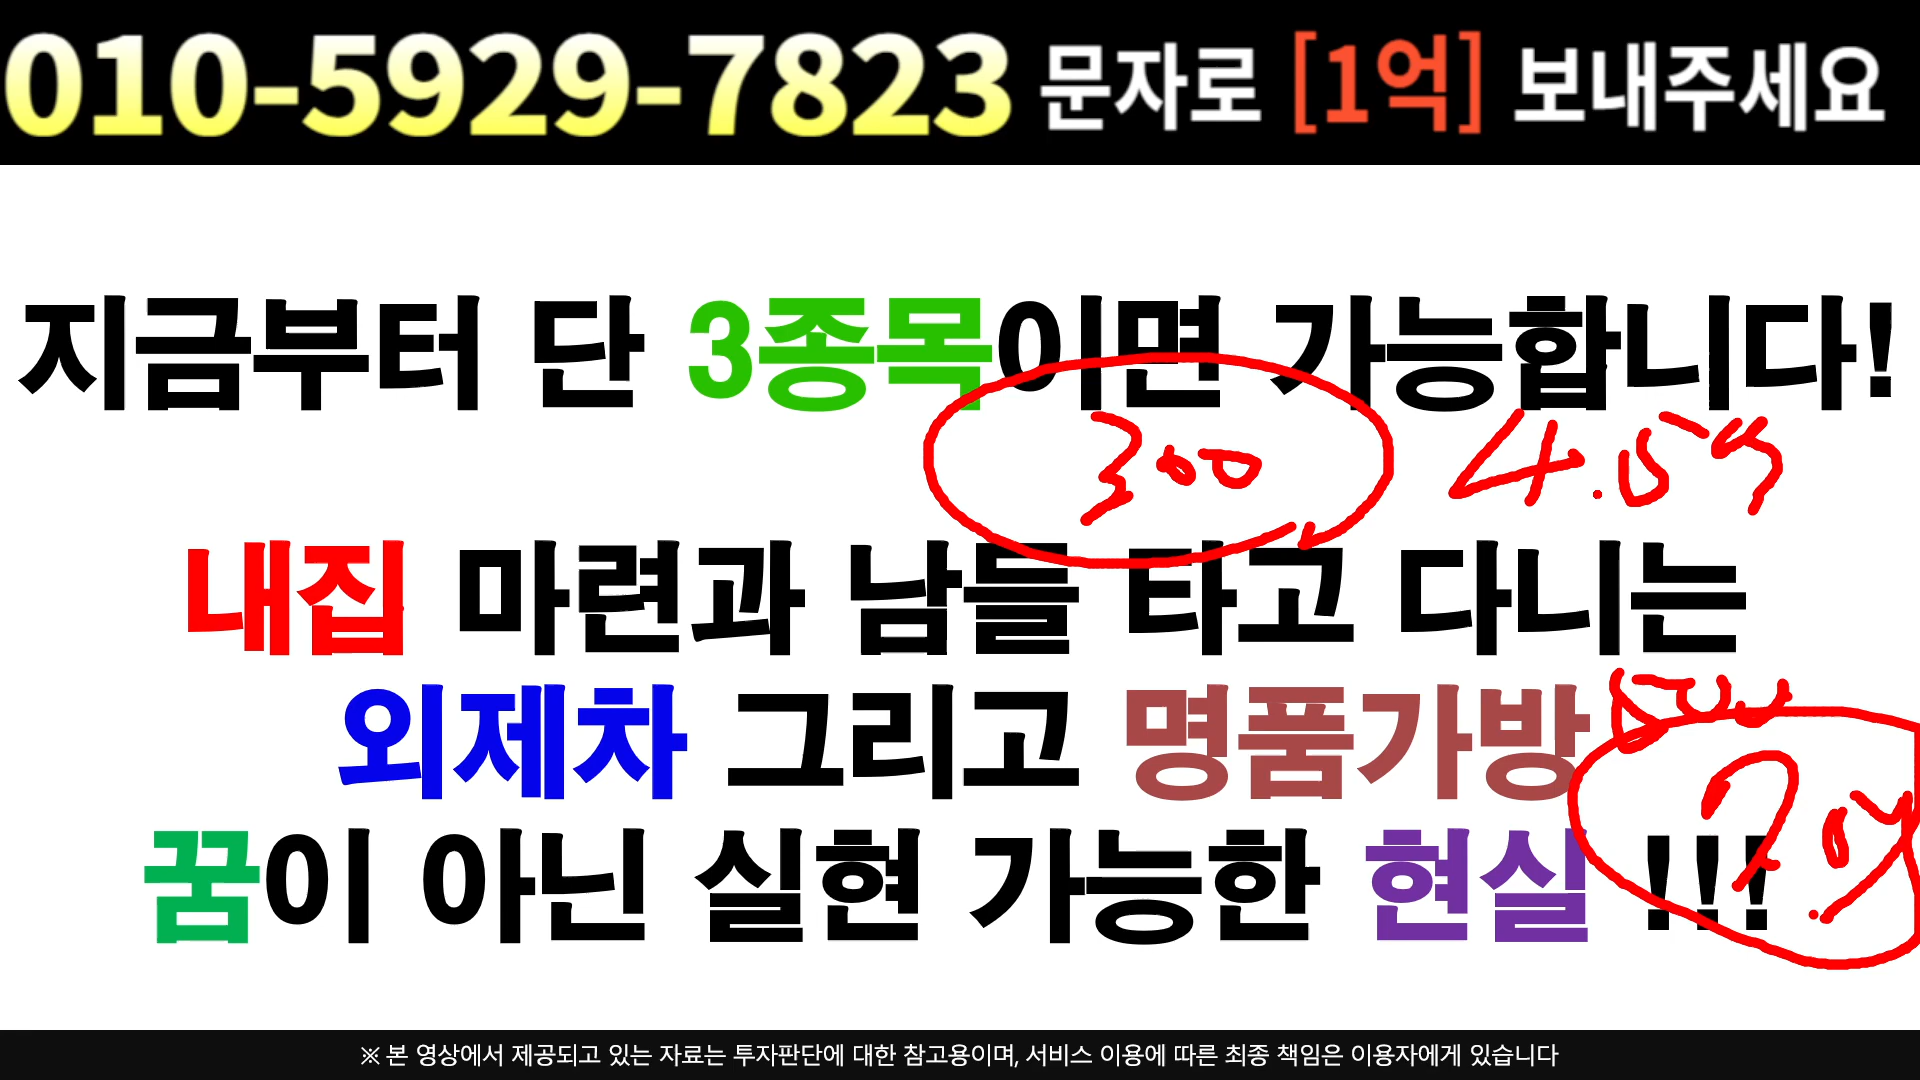 010-5929-7823 문자로 [1억] 보내주세요
지금부터 단 3종목이면 가능합니다!
300
내집 마련과 남들 타고 다니는
외제차 그리고 명품가방
꿈이 아닌 실현 가능한 현실 !!!
※ 본 영상에서 제공되고 있는 자료는 투자판단에 대한 참고용이며, 서비스 이용에 따른 최종 책임은 이용자에게 있습니다